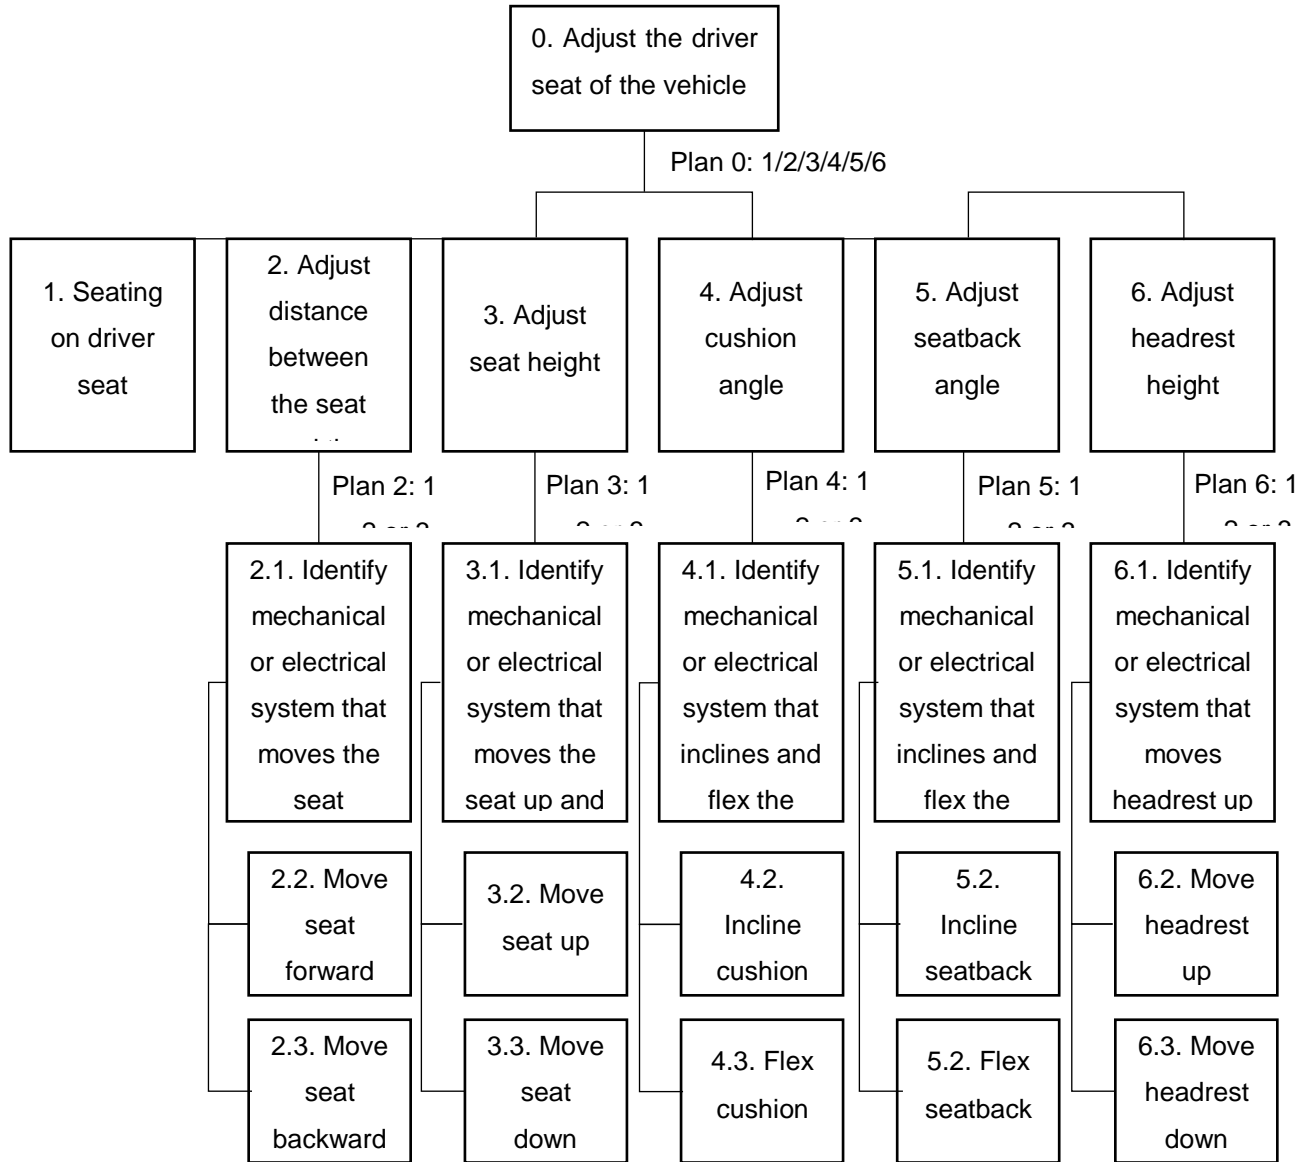 0. Adjust the driver
seat of the vehicle
Plan 0: 1/2/3/4/5/6
1. Seating
on driver
seat
2. Adjust
distance
between
the seat
3. Adjust
seat height
4. Adjust
cushion
angle
5. Adjust
seatback
angle
6. Adjust
headrest
height
Plan 2: 1
Plan 3: 1
Plan 4: 1
Plan 5: 1
Plan 6: 1
2.1. Identify
mechanical
or electrical
system that
moves the
seat
3.1. Identify
mechanical
or electrical
system that
moves the
seat up and
4.1. Identify
mechanical
or electrical
system that
inclines and
flex the
5.1. Identify
mechanical
or electrical
system that
inclines and
flex the
6.1. Identify
mechanical
or electrical
system that
moves
headrest up
2.2. Move
seat
forward
3.2. Move
seat up
4.2.
Incline
cushion
5.2.
Incline
seatback
6.2. Move
headrest
up
2.3. Move
seat
backward
3.3. Move
seat
down
4.3. Flex
cushion
5.2. Flex
seatback
6.3. Move
headrest
down